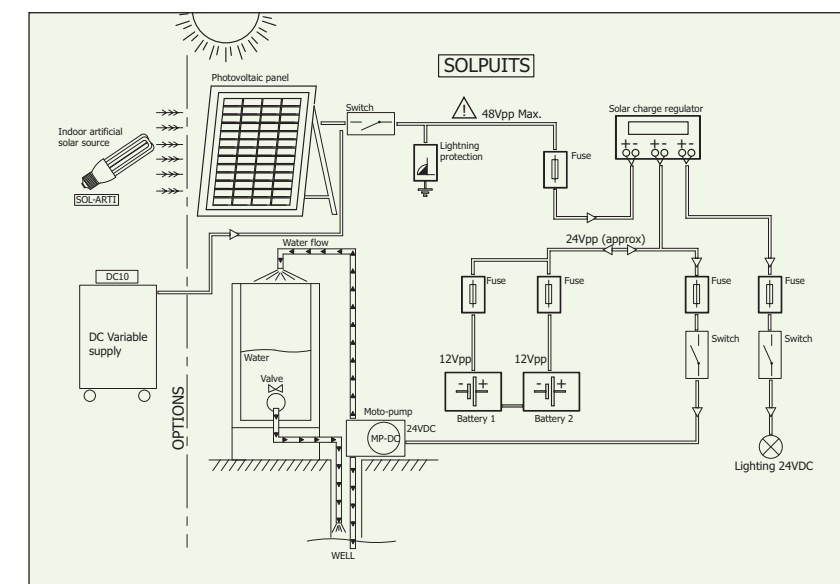 SOLPUITS
Photovoltaic panel
Switch
48Vpp Max.
Solar charge regulator
+- +- +-
Indoor artificial
solar source
SOL-ARTI
Lightning
protection
Fuse
Water flow
24Vpp (approx)
DC10
DC Variable
supply
OPTIONS
Fuse
Fuse
Fuse
Fuse
Water
Valve
Switch
Switch
12Vpp
12Vpp
- +
- +
Battery 1
Battery 2
Moto-pump
24VDC
MP-DC
Lighting 24VDC
WELL